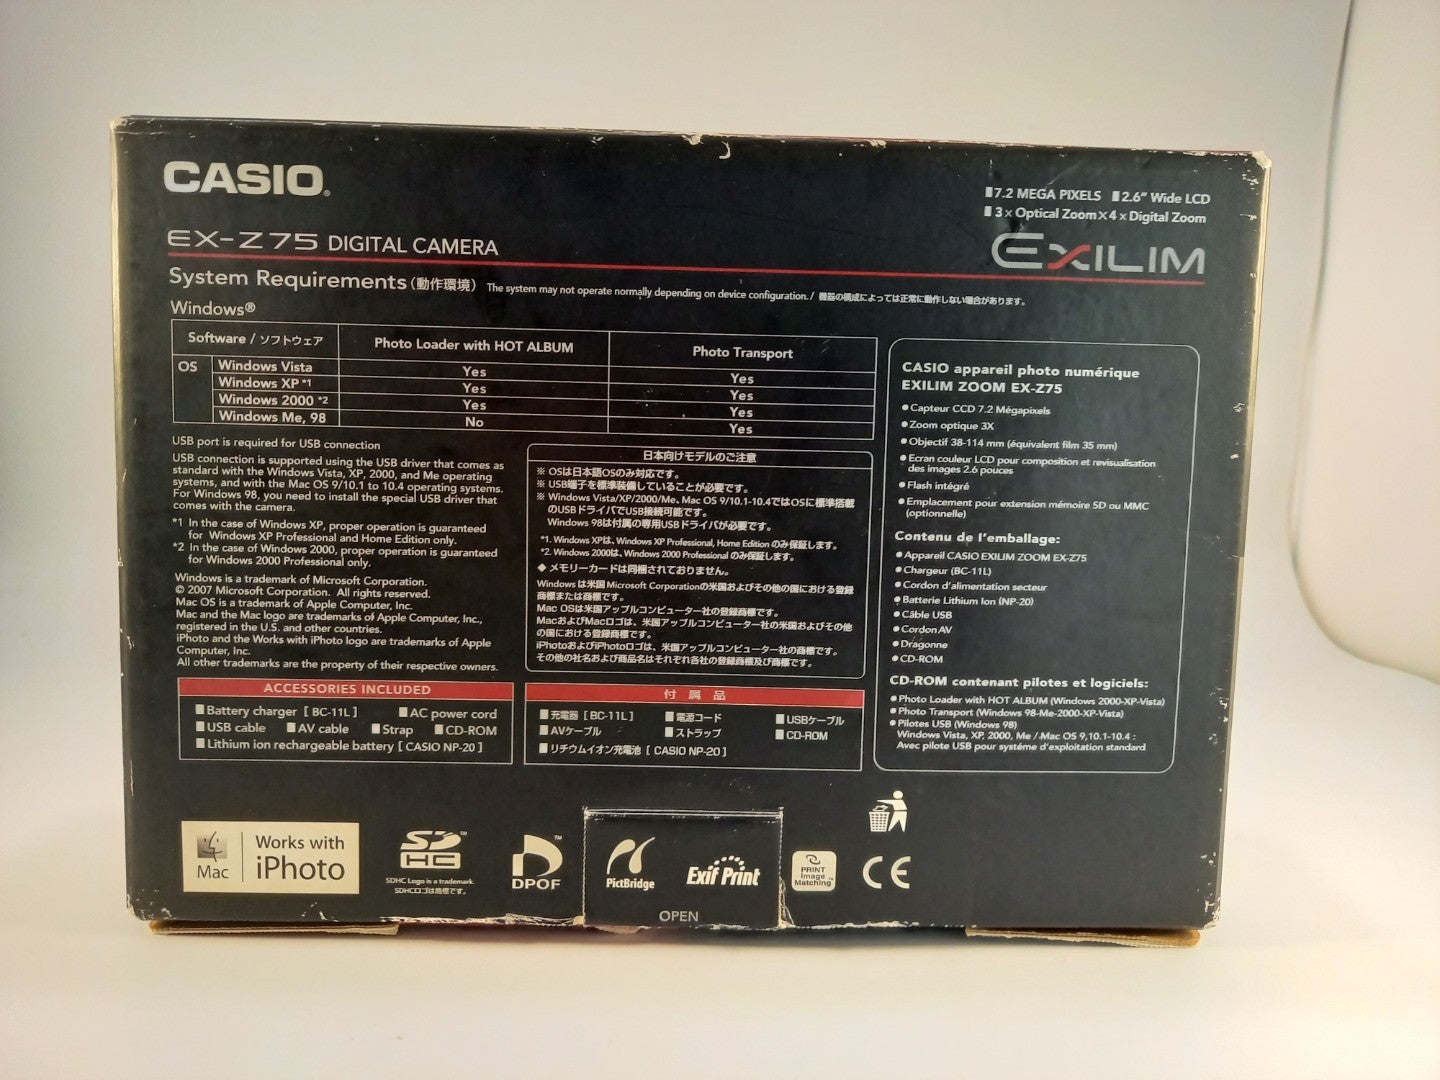 CASIO®
7.2 MEGA PIXELS 2.6" Wide LCD
3x Optical Zoom×4x Digital Zoom
EX-Z75 DIGITAL CAMERA
EXILIM
System Requirements(動作環境) The system may not operate normally depending on device configuration./ 機器の構成によっては正常に動作しない場合があります。
Windows®
Software / ソフトウェア Photo Loader with HOT ALBUM Photo Transport
OS Windows Vista Yes Yes
Windows XP *1 Yes Yes
Windows 2000 *2 Yes Yes
Windows Me, 98 No Yes
USB port is required for USB connection
USB connection is supported using the USB driver that comes as
standard with the Windows Vista, XP, 2000, and Me operating
systems, and with the Mac OS 9/10.1 to 10.4 operating systems.
For Windows 98, you need to install the special USB driver that
comes with the camera.
*1 In the case of Windows XP, proper operation is guaranteed
for Windows XP Professional and Home Edition only.
*2 In the case of Windows 2000, proper operation is guaranteed
for Windows 2000 Professional only.
Windows is a trademark of Microsoft Corporation.
© 2007 Microsoft Corporation. All rights reserved.
Mac OS is a trademark of Apple Computer, Inc.
Mac and the Mac logo are trademarks of Apple Computer, Inc.,
registered in the U.S. and other countries.
iPhoto and the Works with iPhoto logo are trademarks of Apple
Computer, Inc.
All other trademarks are the property of their respective owners.
日本向けモデルのご注意
※ OSは日本語OSのみ対応です。
※ USB端子を標準装備していることが必要です。
※ Windows Vista/XP/2000/Me、Mac OS 9/10.1-10.4ではOSに標準搭載
のUSBドライバでUSB接続可能です。
Windows 98は付属の専用USBドライバが必要です。
*1. Windows XPは、Windows XP Professional, Home Edition のみ保証します。
*2. Windows 2000は、Windows 2000 Professional のみ保証します。
◆ メモリーカードは同梱されておりません。
Windows は米国 Microsoft Corporationの米国およびその他の国における登録
商標または商標です。
Mac OSは米国アップルコンピューター社の登録商標です。
MacおよびMacロゴは、米国アップルコンピューター社の米国およびその他
の国における登録商標です。
iPhotoおよびiPhotoロゴは、米国アップルコンピューター社の商標です。
その他の社名および商品名はそれぞれ各社の登録商標及び商標です。
CASIO appareil photo numérique
EXILIM ZOOM EX-Z75
● Capteur CCD 7.2 Mégapixels
● Zoom optique 3X
● Objectif 38-114 mm (équivalent film 35 mm)
● Ecran couleur LCD pour composition et revisualisation
des images 2.6 pouces
● Flash intégré
● Emplacement pour extension mémoire SD ou MMC
(optionnelle)
Contenu de l'emballage:
● Appareil CASIO EXILIM ZOOM EX-Z75
● Chargeur (BC-11L)
● Cordon d'alimentation secteur
● Batterie Lithium Ion (NP-20)
● Câble USB
● Cordon AV
● Dragonne
● CD-ROM
CD-ROM contenant pilotes et logiciels:
● Photo Loader with HOT ALBUM (Windows 2000-XP-Vista)
● Photo Transport (Windows 98-Me-2000-XP-Vista)
● Pilotes USB (Windows 98)
Windows Vista, XP, 2000, Me / Mac OS 9,10.1-10.4 :
Avec pilote USB pour systéme d'exploitation standard
ACCESSORIES INCLUDED
Battery charger [ BC-11L ] AC power cord
USB cable AV cable Strap CD-ROM
Lithium ion rechargeable battery [ CASIO NP-20 ]
付属品
充電器 [ BC-11L ] 電源コード USBケーブル
AVケーブル ストラップ CD-ROM
リチウムイオン充電池 [ CASIO NP-20 ]
Mac Works with iPhoto
SD HC ™
SDHC Logo is a trademark.
SDHCロゴは商標です。
DPOF ™
PictBridge
Exif Print
PRINT Image Matching ™
CE
OPEN